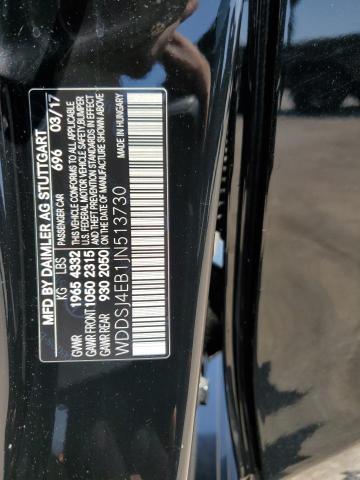 MFD BY DAIMLER AG STUTTGART
PASSENGER CAR 696 03/17
KG LBS
GVWR 1965 4332
GAWR FRONT 1050 2315
GAWR REAR 930 2050
THIS VEHICLE CONFORMS TO ALL APPLICABLE
U.S. FEDERAL MOTOR VEHICLE SAFETY BUMPER
AND THEFT PREVENTION STANDARDS IN EFFECT
ON THE DATE OF MANUFACTURE SHOWN ABOVE
MADE IN HUNGARY
WDDSJ4EB1JN513730